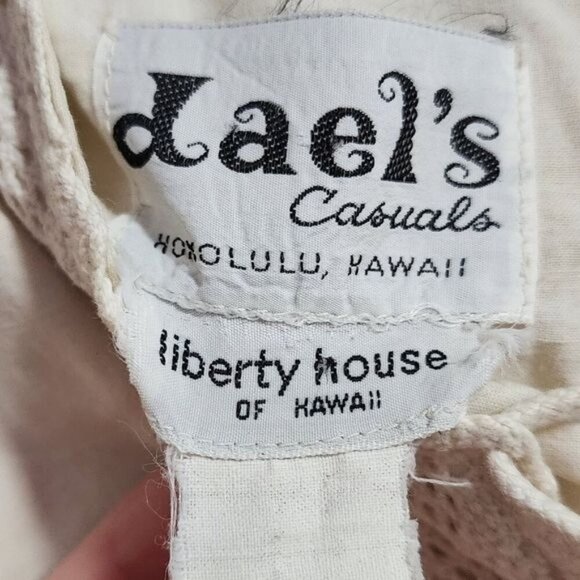 dael's
Casuals
HONOLULU, HAWAII
liberty house
OF HAWAII